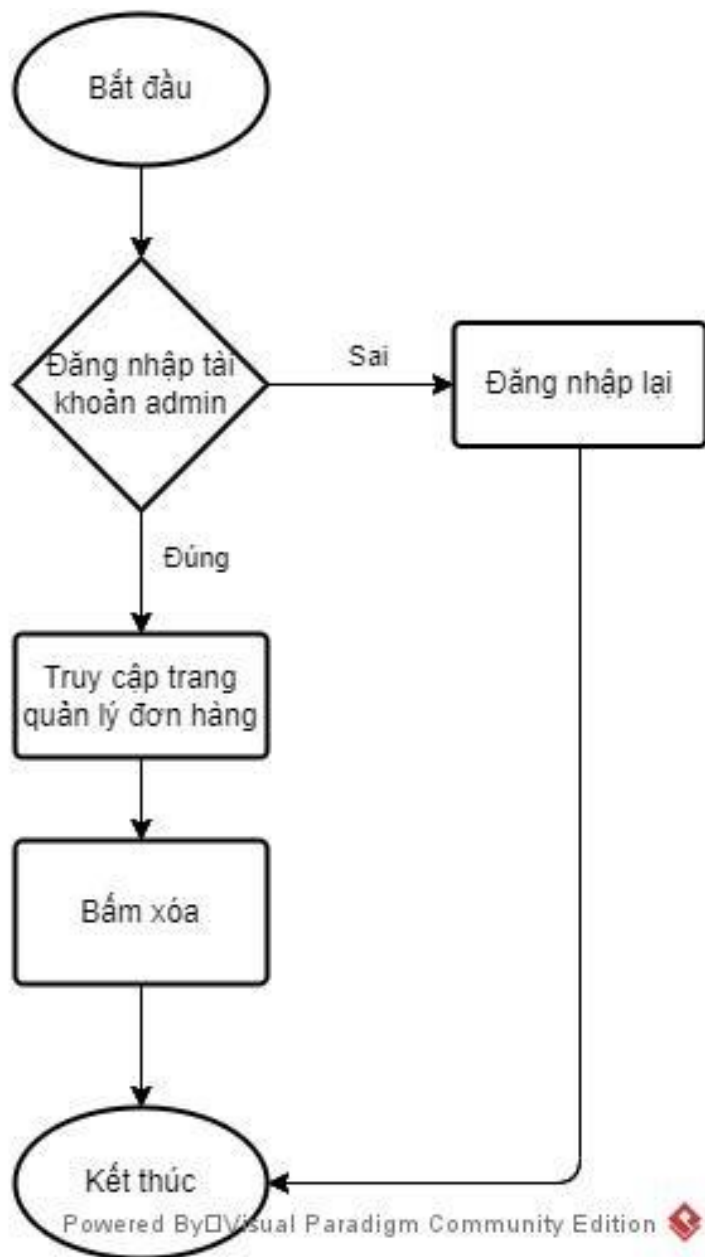 Bắt đầu
Đăng nhập tài
khoản admin
Sai
Đăng nhập lại
Đúng
Truy cập trang
quản lý đơn hàng
Bấm xóa
Kết thúc
Powered By□Visual Paradigm Community Edition